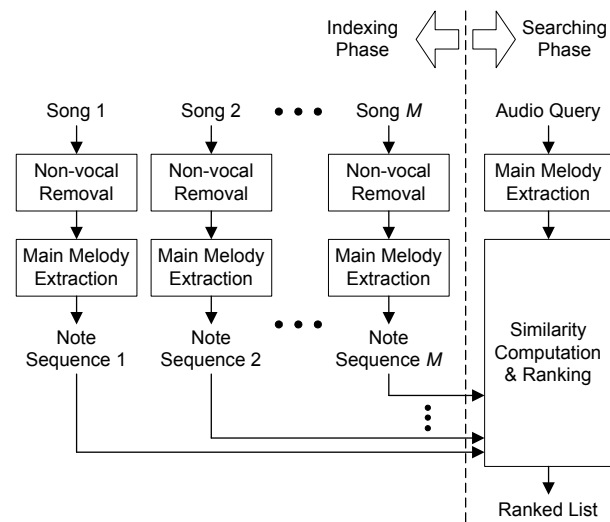 Indexing
Phase
Searching
Phase
Song 1
Song 2
Song M
Audio Query
Non-vocal
Removal
Non-vocal
Removal
Non-vocal
Removal
Main Melody
Extraction
Main Melody
Extraction
Main Melody
Extraction
Main Melody
Extraction
Note
Sequence 1
Note
Sequence 2
Note
Sequence M
Similarity
Computation
& Ranking
Ranked List